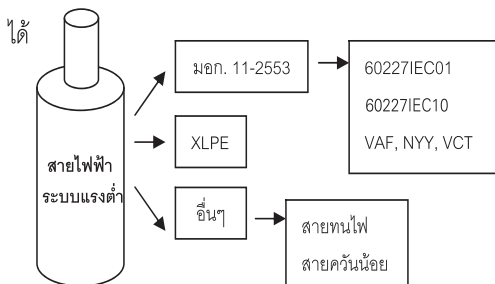 ได้
สายไฟฟ้า
ระบบแรงต่ำ
มอก. 11-2553
60227IEC01
60227IEC10
VAF, NYY, VCT
XLPE
อื่นๆ
สายทนไฟ
สายควันน้อย